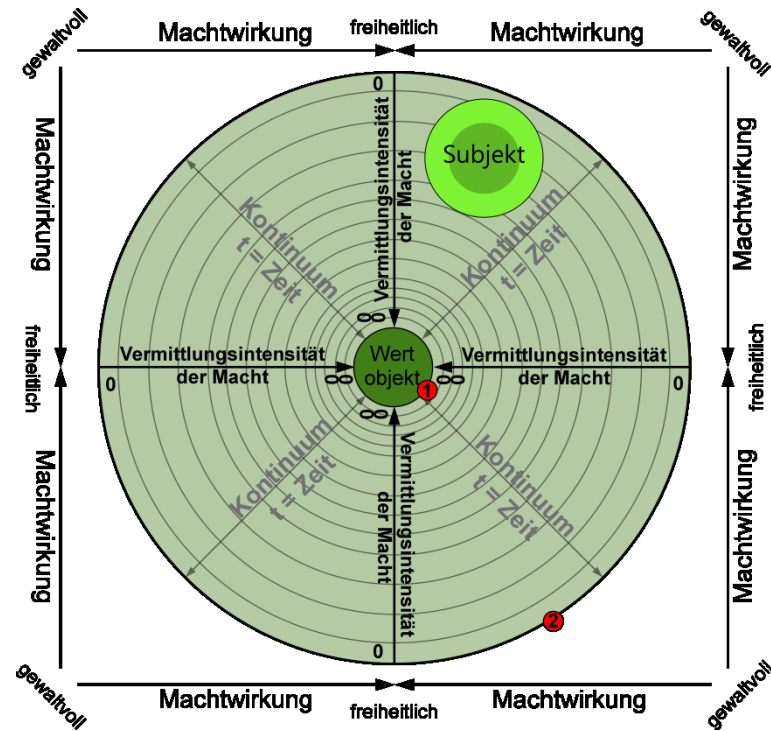 gewaltvoll
Machtwirkung
freiheitlich
Machtwirkung
gewaltvoll
0
Vermittlungsintensität
der Macht
∞
Subjekt
Kontinuum
t = Zeit
Kontinuum
t = Zeit
Machtwirkung
Machtwirkung
freiheitlich
Vermittlungsintensität
der Macht
0
∞
Wert
objekt
1
Vermittlungsintensität
der Macht
∞
0
freiheitlich
Kontinuum
t = Zeit
Kontinuum
t = Zeit
∞
Vermittlungsintensität
der Macht
0
Machtwirkung
Machtwirkung
2
gewaltvoll
Machtwirkung
freiheitlich
Machtwirkung
gewaltvoll